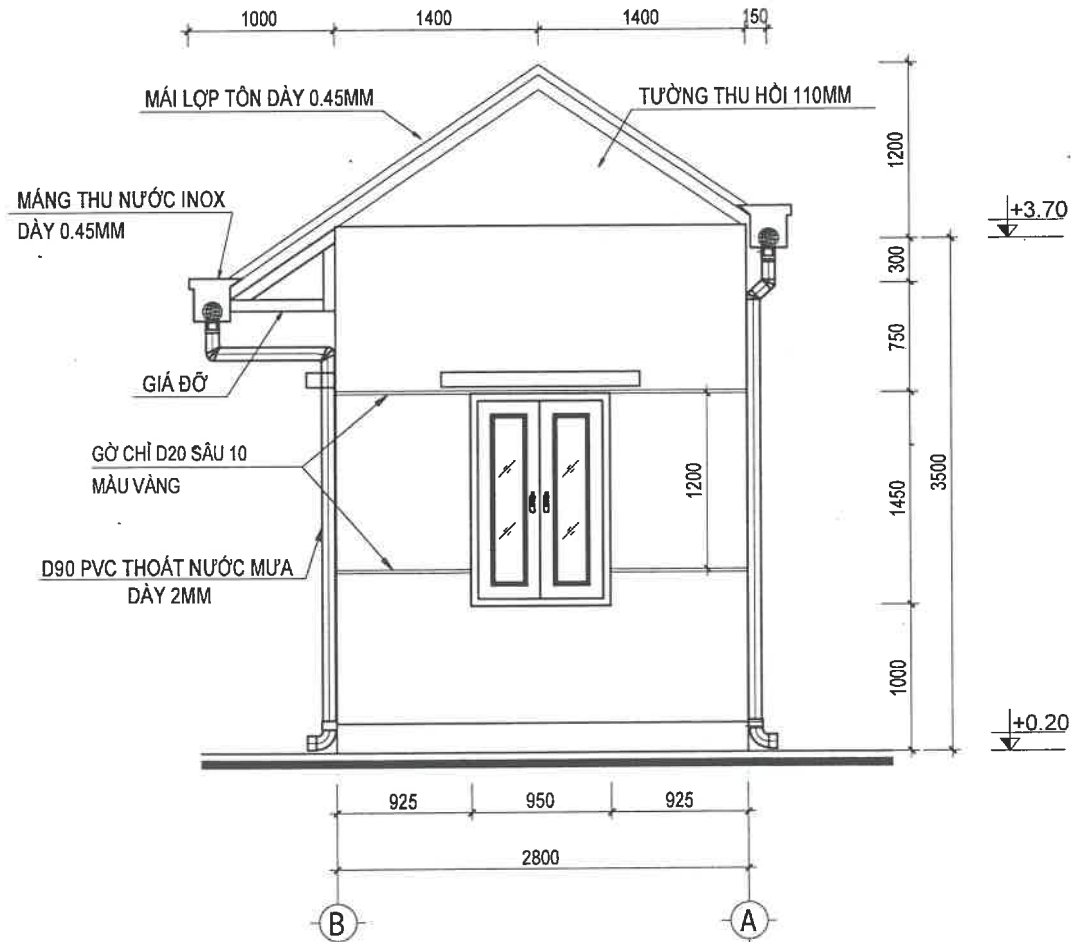 1000
1400
1400
150
MÁI LỢP TÔN DÀY 0.45MM
TƯỜNG THU HỒI 110MM
MÁNG THU NƯỚC INOX
DÀY 0.45MM
1200
+3.70
300
750
GIÁ ĐỠ
GỜ CHỈ D20 SÂU 10
MÀU VÀNG
1200
1450
3500
D90 PVC THOÁT NƯỚC MƯA
DÀY 2MM
1000
+0.20
925
950
925
2800
B
A